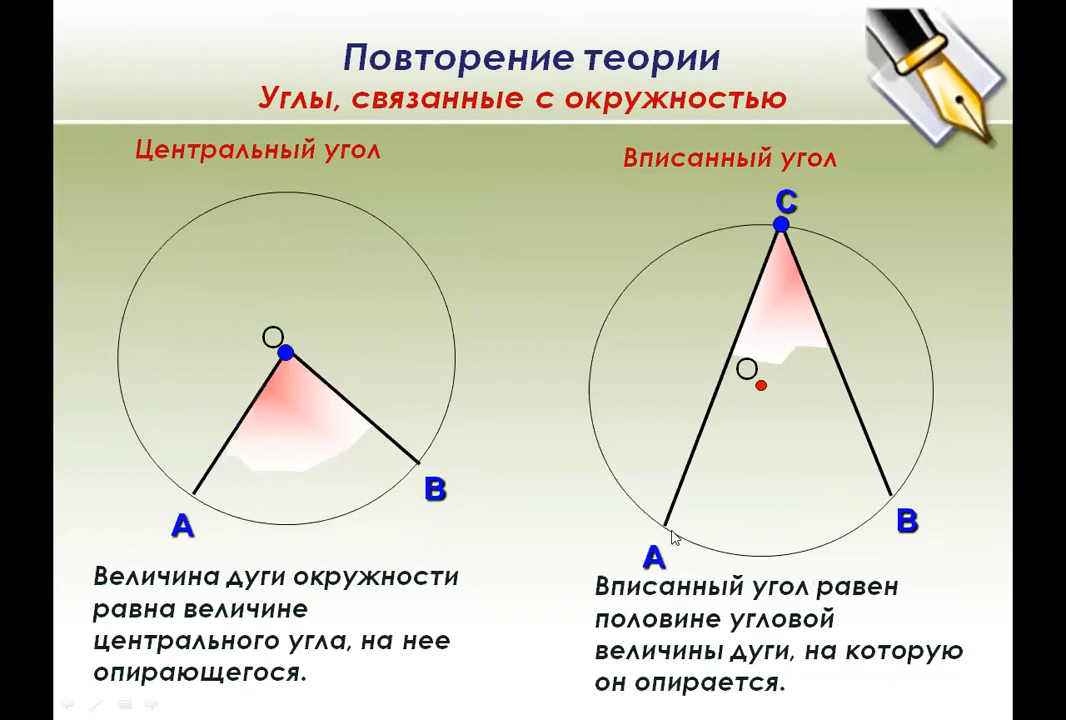 Повторение теории
Углы, связанные с окружностью
Центральный угол
O
A
B
Величина дуги окружности
равна величине
центрального угла, на нее
опирающегося.
Вписанный угол
C
O
A
B
Вписанный угол равен
половине угловой
величины дуги, на которую
он опирается.